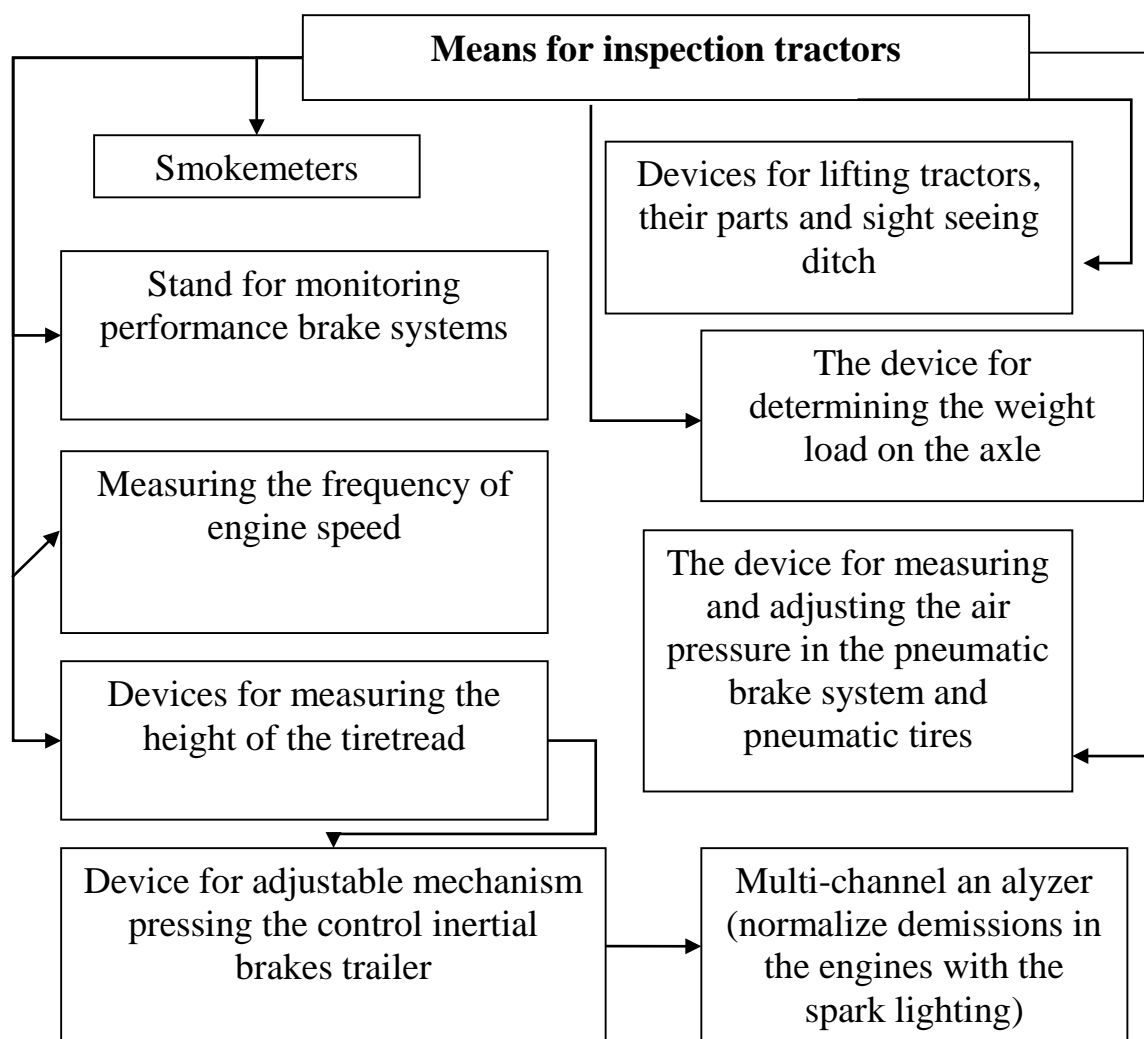 Means for inspection tractors
Smokemeters
Devices for lifting tractors,
their parts and sight seeing
ditch
Stand for monitoring
performance brake systems
The device for
determining the weight
load on the axle
Measuring the frequency of
engine speed
The device for measuring
and adjusting the air
pressure in the pneumatic
brake system and
pneumatic tires
Devices for measuring the
height of the tiretread
Device for adjustable mechanism
pressing the control inertial
brakes trailer
Multi-channel an alyzer
(normalize demissions in
the engines with the
spark lighting)